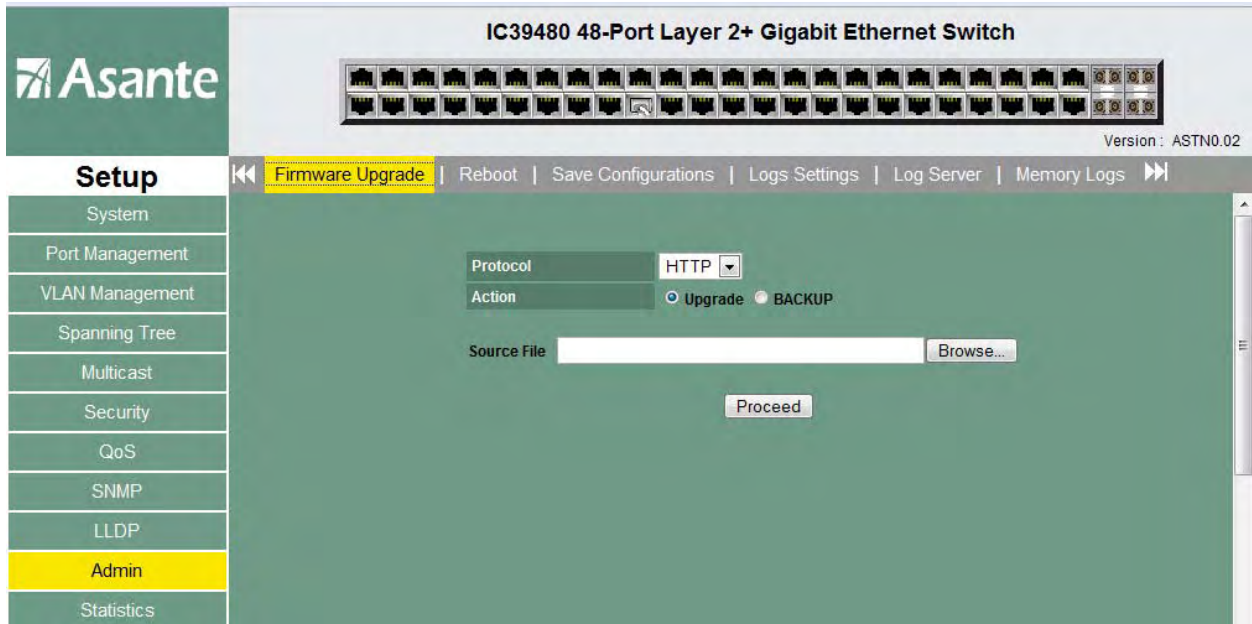 IC39480 48-Port Layer 2+ Gigabit Ethernet Switch
Asante
Version : ASTN0.02
Setup
Firmware Upgrade | Reboot | Save Configurations | Logs Settings | Log Server | Memory Logs
System
Port Management
VLAN Management
Spanning Tree
Multicast
Security
QoS
SNMP
LLDP
Admin
Statistics
Protocol HTTP
Action Upgrade BACKUP
Source File Browse...
Proceed